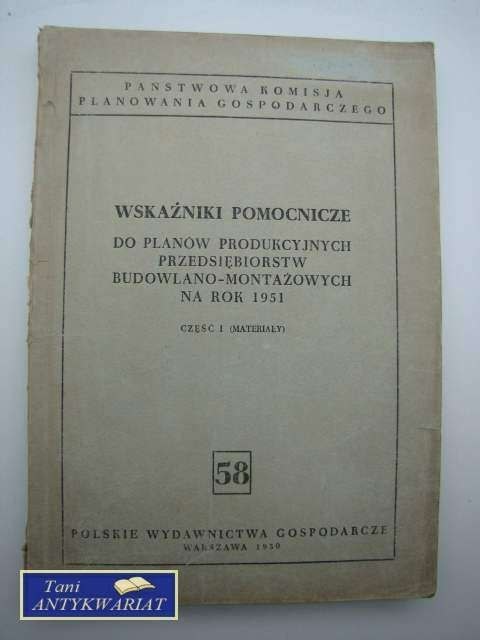 PAŃSTWOWA KOMISJA
PLANOWANIA GOSPODARCZEGO
WSKAŹNIKI POMOCNICZE
DO PLANÓW PRODUKCYJNYCH
PRZEDSIĘBIORSTW
BUDOWLANO-MONTAŻOWYCH
NA ROK 1951
CZĘŚĆ I (MATERIAŁY)
58
POLSKIE WYDAWNICTWA GOSPODARCZE
WARSZAWA 1950
Tani
ANTYKWARIAT